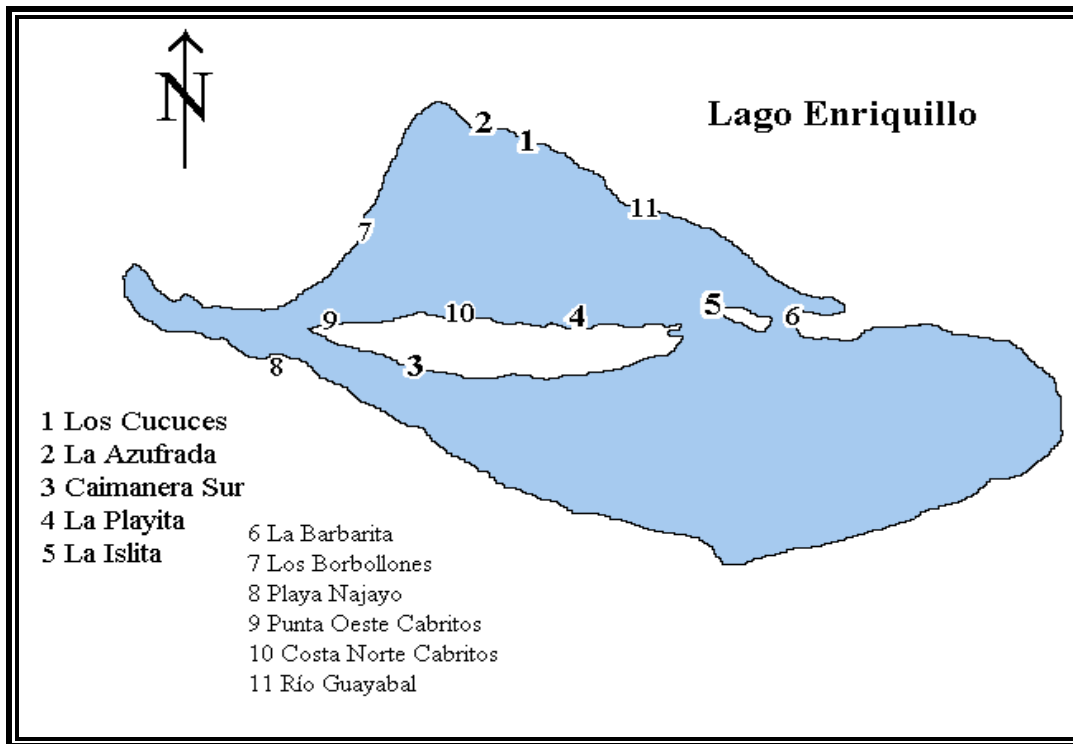 N
Lago Enriquillo
2
1
11
7
5
6
9
10
4
3
8
1 Los Cucuces
2 La Azufrada
3 Caimanera Sur
4 La Playita
5 La Islita
6 La Barbarita
7 Los Borbollones
8 Playa Najayo
9 Punta Oeste Cabritos
10 Costa Norte Cabritos
11 Río Guayabal